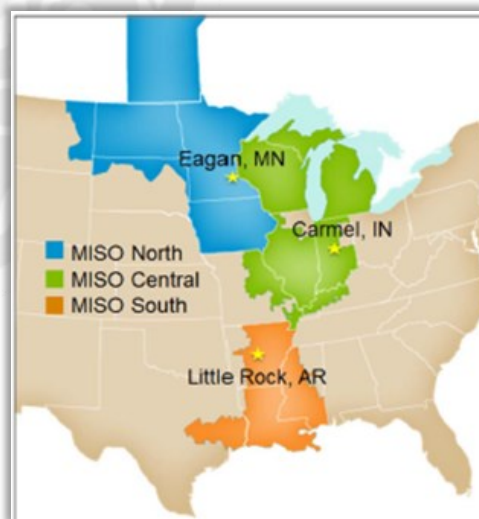 Eagan, MN
Carmel, IN
MISO North
MISO Central
MISO South
Little Rock, AR